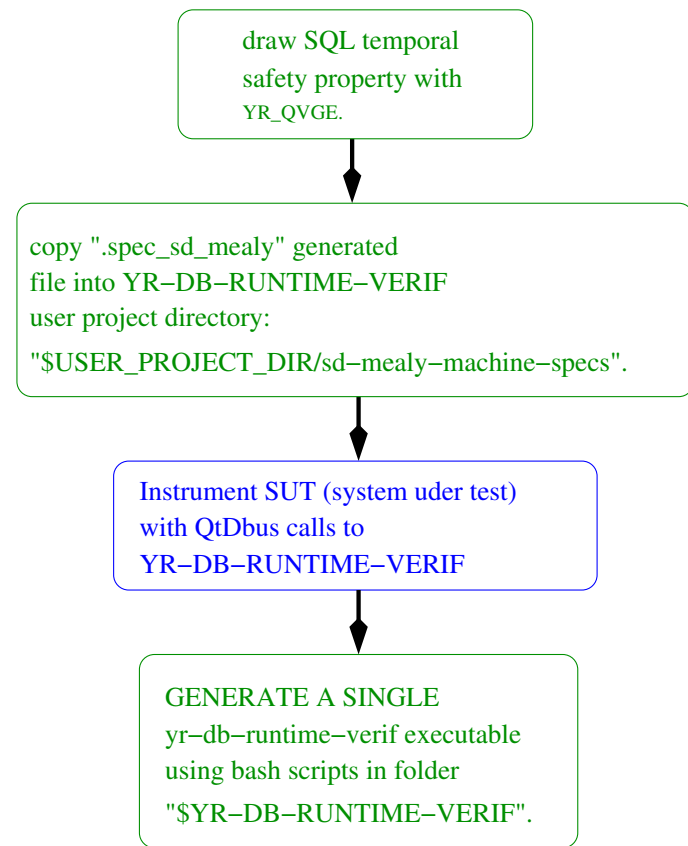 draw SQL temporal
safety property with
YR_QVGE.
copy ".spec_sd_mealy" generated
file into YR−DB−RUNTIME−VERIF
user project directory:
"$USER_PROJECT_DIR/sd−mealy−machine−specs".
Instrument SUT (system uder test)
with QtDbus calls to
YR−DB−RUNTIME−VERIF
GENERATE A SINGLE
yr−db−runtime−verif executable
using bash scripts in folder
"$YR−DB−RUNTIME−VERIF".